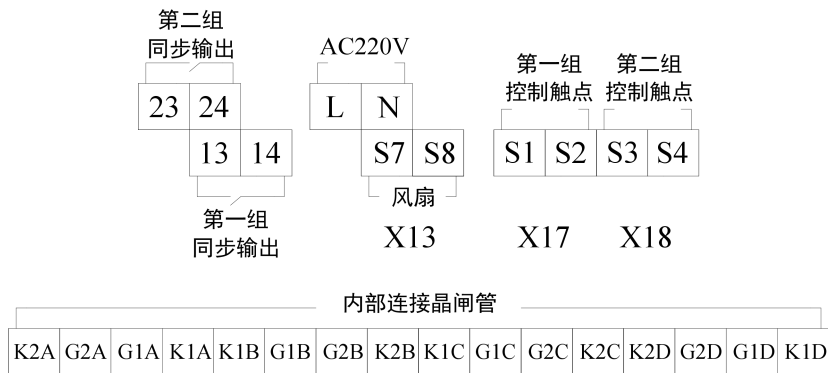 第二组
同步输出
AC220V
第一组
控制触点
第二组
控制触点
23 24
L N
13 14
S7 S8
S1 S2 S3 S4
第一组
同步输出
风扇
X13 X17 X18
内部连接晶闸管
K2A G2A G1A K1A K1B G1B G2B K2B K1C G1C G2C K2C K2D G2D G1D K1D